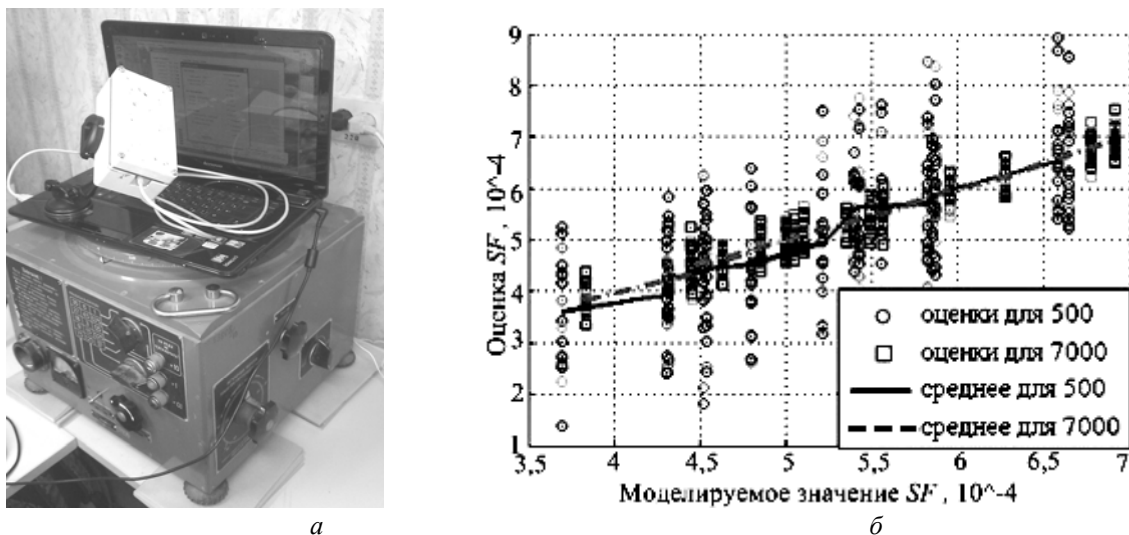 9
8
7
6
5
4
3
2
1
Оценка SF, 10^-4
оценки для 500
оценки для 7000
среднее для 500
среднее для 7000
3,5 4 4,5 5 5,5 6 6,5 7
Моделируемое значение SF , 10^-4
а б